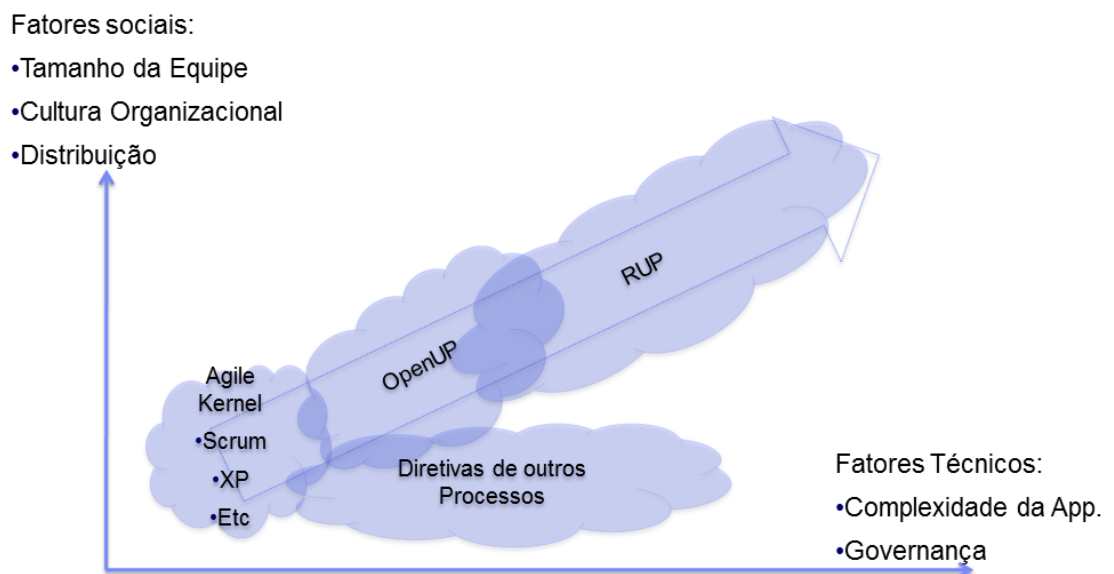 Fatores sociais:
•Tamanho da Equipe
•Cultura Organizacional
•Distribuição
RUP
OpenUP
Agile
Kernel
•Scrum
•XP
•Etc
Diretivas de outros
Processos
Fatores Técnicos:
•Complexidade da App.
•Governança